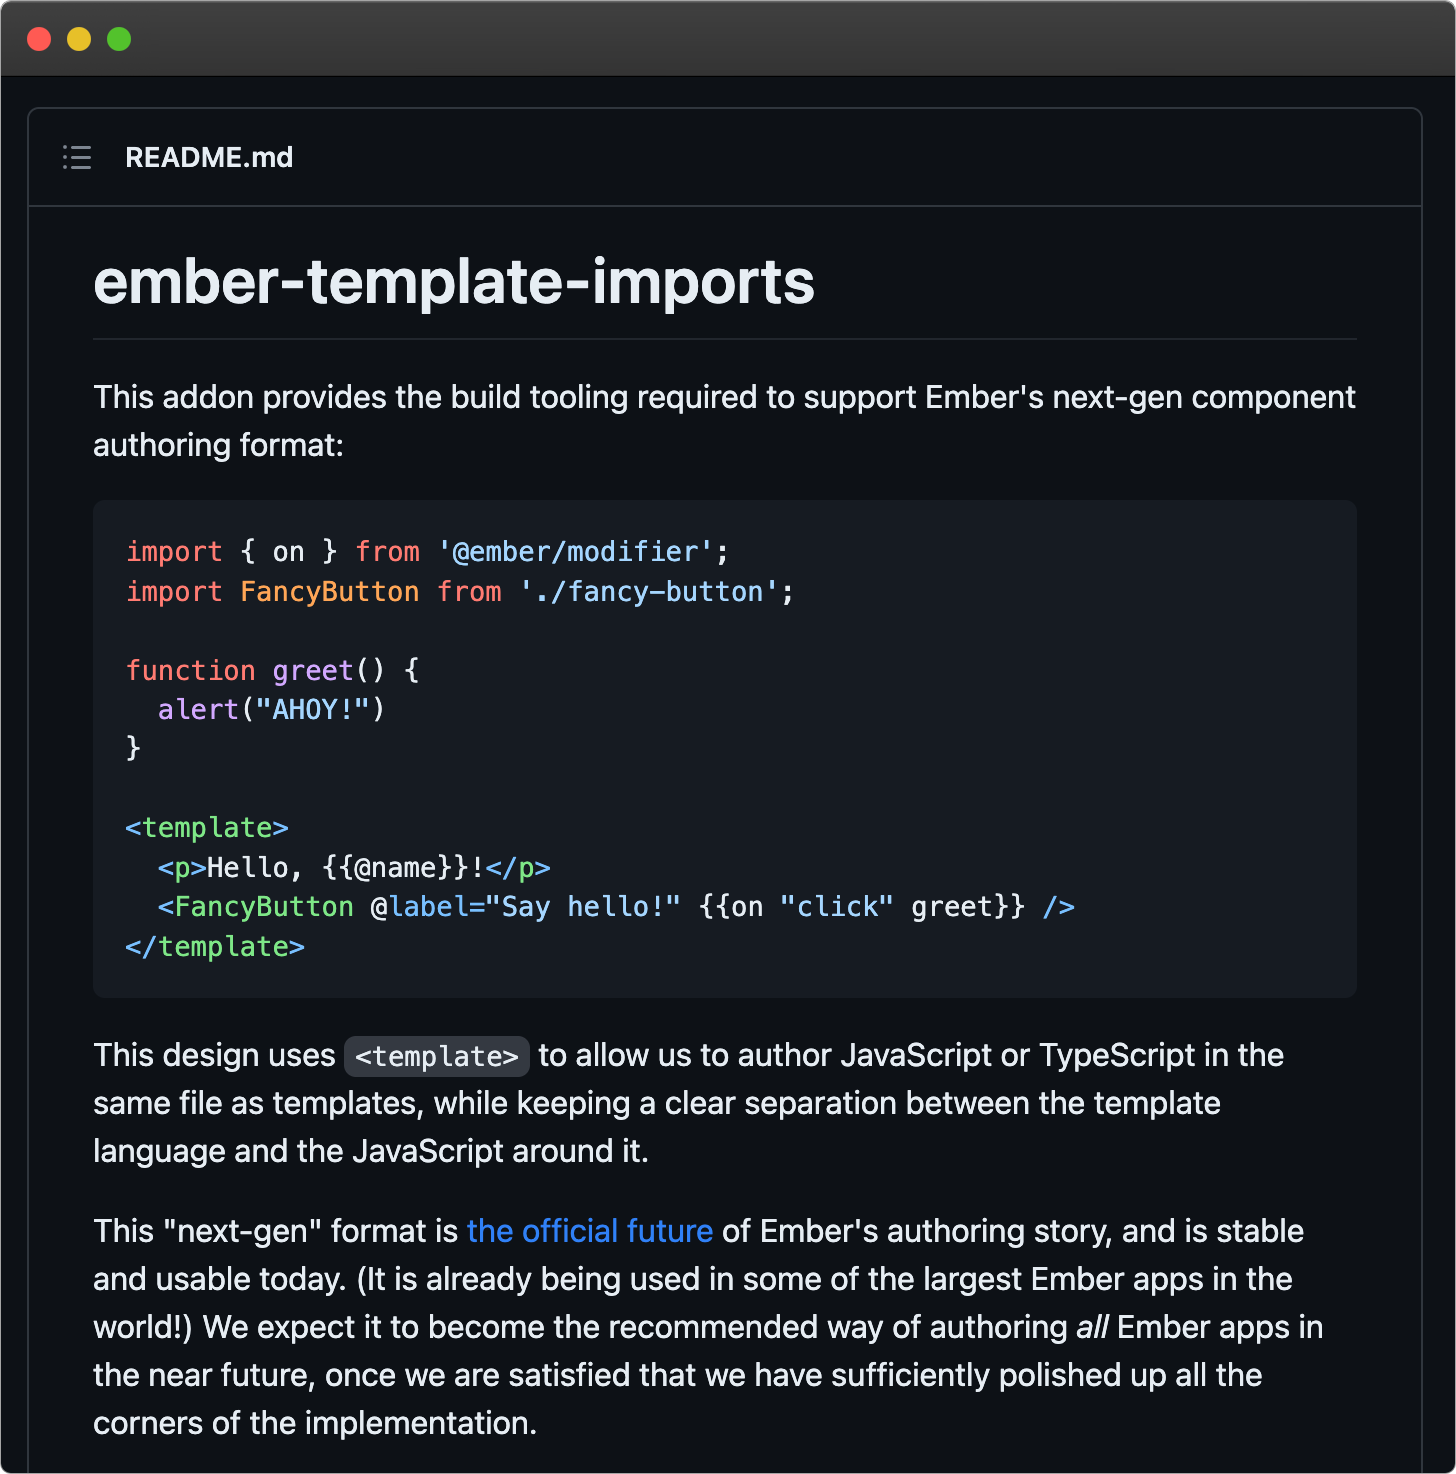 README.md
ember-template-imports
This addon provides the build tooling required to support Ember's next-gen component
authoring format:
import { on } from '@ember/modifier';
import FancyButton from './fancy-button';
function greet() {
  alert("AHOY!")
}
<template>
  <p>Hello, {{@name}}!</p>
  <FancyButton @label="Say hello!" {{on "click" greet}} />
</template>
This design uses <template> to allow us to author JavaScript or TypeScript in the
same file as templates, while keeping a clear separation between the template
language and the JavaScript around it.
This "next-gen" format is the official future of Ember's authoring story, and is stable
and usable today. (It is already being used in some of the largest Ember apps in the
world!) We expect it to become the recommended way of authoring all Ember apps in
the near future, once we are satisfied that we have sufficiently polished up all the
corners of the implementation.